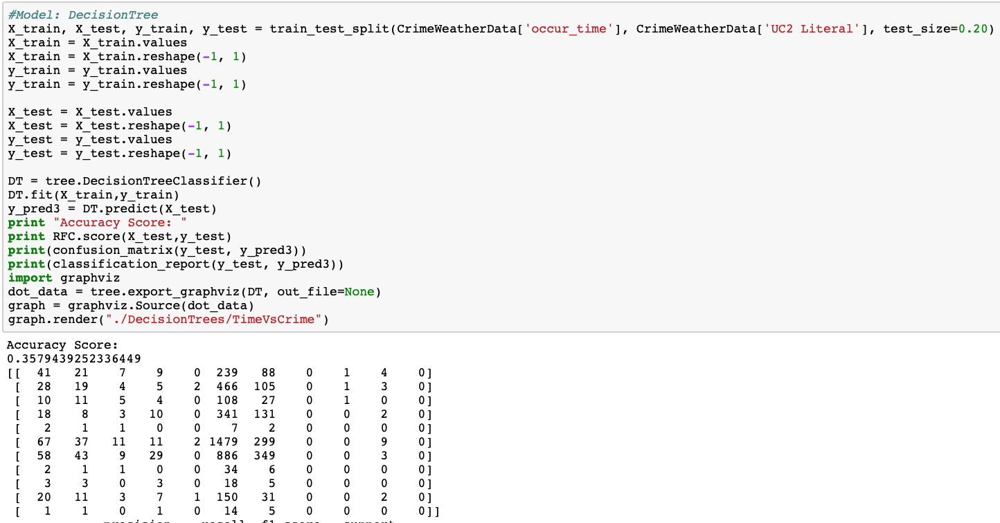 #Model: DecisionTree
X_train, X_test, y_train, y_test = train_test_split(CrimeWeatherData['occur_time'], CrimeWeatherData['UC2 Literal'], test_size=0.20)
X_train = X_train.values
X_train = X_train.reshape(-1, 1)
y_train = y_train.values
y_train = y_train.reshape(-1, 1)
X_test = X_test.values
X_test = X_test.reshape(-1, 1)
y_test = y_test.values
y_test = y_test.reshape(-1, 1)
DT = tree.DecisionTreeClassifier()
DT.fit(X_train,y_train)
y_pred3 = DT.predict(X_test)
print "Accuracy Score: "
print RFC.score(X_test,y_test)
print(confusion_matrix(y_test, y_pred3))
print(classification_report(y_test, y_pred3))
import graphviz
dot_data = tree.export_graphviz(DT, out_file=None)
graph = graphviz.Source(dot_data)
graph.render("./DecisionTrees/TimeVsCrime")
Accuracy Score:
0.3579439252336449
[[ 41 21 7 9 0 239 88 0 1 4 0]
[ 28 19 4 5 2 466 105 0 1 3 0]
[ 10 11 5 4 0 108 27 0 1 0 0]
[ 18 8 3 10 0 341 131 0 0 2 0]
[ 2 1 1 0 0 7 2 0 0 0 0]
[ 67 37 11 11 2 1479 299 0 0 9 0]
[ 58 43 9 29 0 886 349 0 0 3 0]
[ 2 1 1 0 0 34 6 0 0 0 0]
[ 3 3 0 3 0 18 5 0 0 0 0]
[ 20 11 3 7 1 150 31 0 0 2 0]
[ 1 1 0 1 0 14 5 0 0 0 0]]